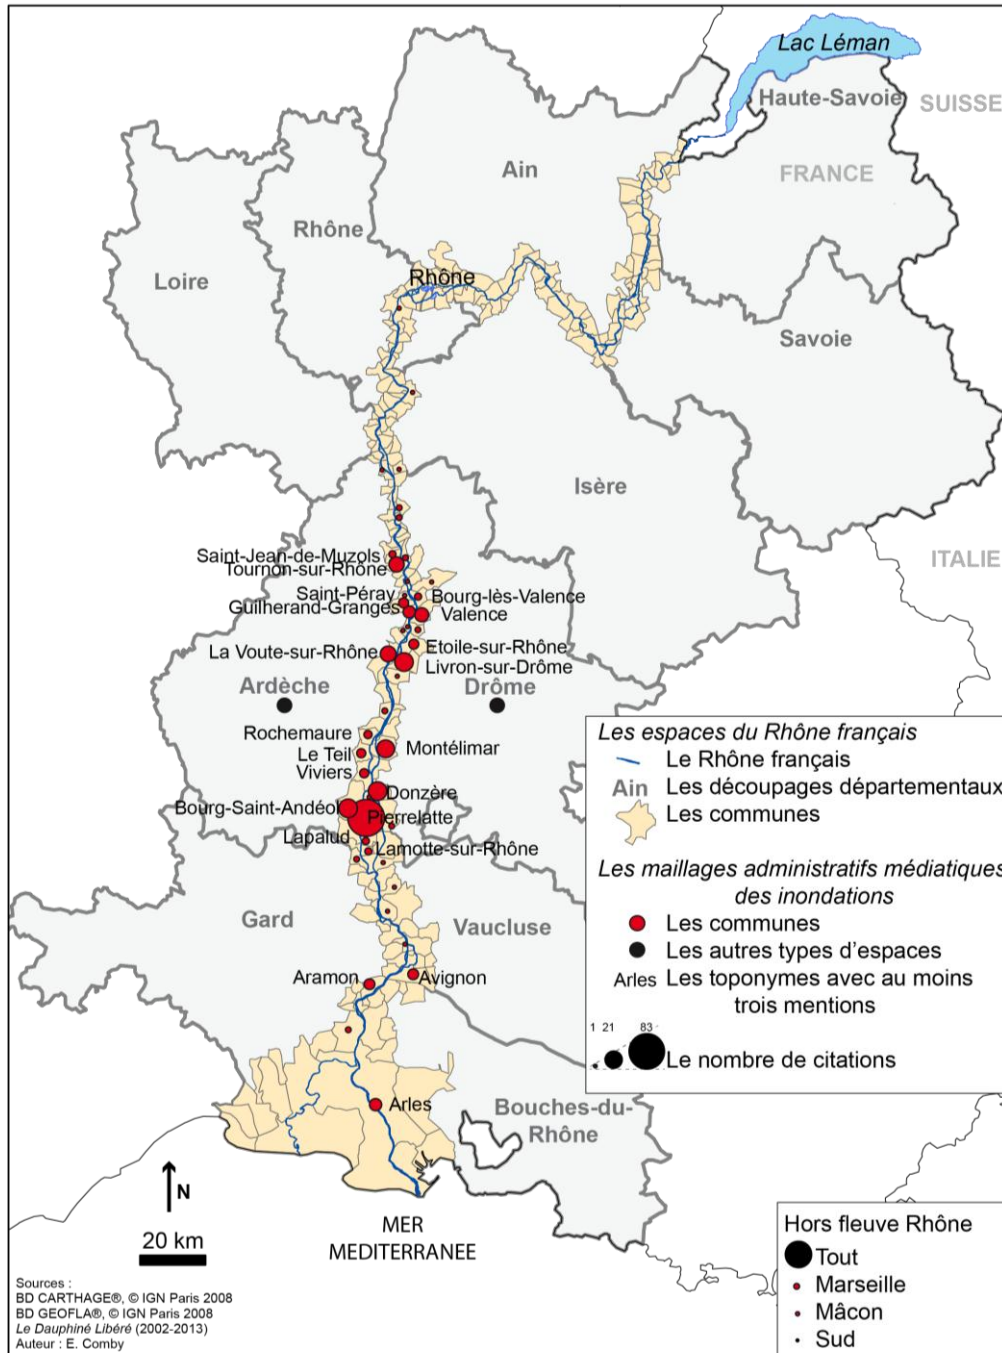 Lac Léman
Haute-Savoie
SUISSE
Ain
FRANCE
Rhône
Loire
Rhône
Savoie
Isère
ITALIE
Saint-Jean-de-Muzols
Tournon-sur-Rhône
Saint-Péray
Bourg-lès-Valence
Guilherand-Granges
Valence
Etoile-sur-Rhône
La Voute-sur-Rhône
Livron-sur-Drôme
Ardèche
Drôme
Rochemaure
Le Teil
Montélimar
Viviers
Donzère
Bourg-Saint-Andéol
Pierrelatte
Lapalud
Lamotte-sur-Rhône
Gard
Vaucluse
Aramon
Avignon
Arles
Bouches-du-
Rhône
Les espaces du Rhône français
Le Rhône français
Ain Les découpages départementaux
Les communes
Les maillages administratifs médiatiques
des inondations
Les communes
Les autres types d'espaces
Arles Les toponymes avec au moins
trois mentions
1 21 83
Le nombre de citations
N
20 km
MER
MEDITERRANEE
Hors fleuve Rhône
Tout
Marseille
Mâcon
Sud
Sources :
BD CARTHAGE®, © IGN Paris 2008
BD GEOFLA®, © IGN Paris 2008
Le Dauphiné Libéré (2002-2013)
Auteur : E. Comby